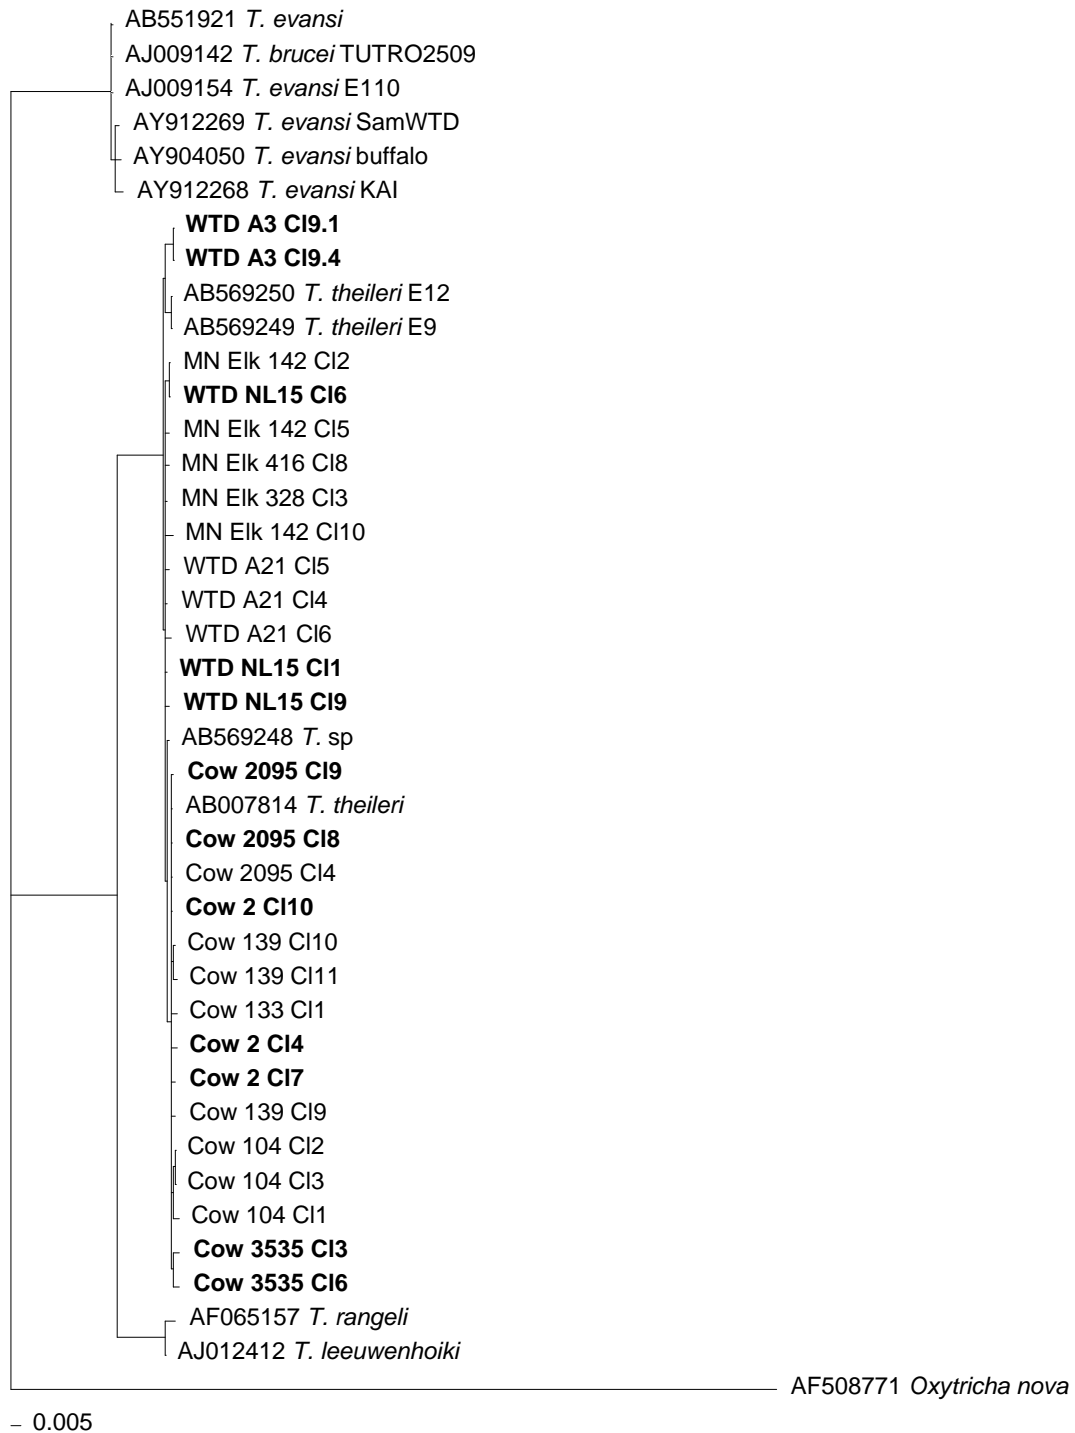 AB551921 T. evansi
AJ009142 T. brucei TUTRO2509
AJ009154 T. evansi E110
AY912269 T. evansi SamWTD
AY904050 T. evansi buffalo
AY912268 T. evansi KAI
WTD A3 Cl9.1
WTD A3 Cl9.4
AB569250 T. theileri E12
AB569249 T. theileri E9
MN Elk 142 Cl2
WTD NL15 Cl6
MN Elk 142 Cl5
MN Elk 416 Cl8
MN Elk 328 Cl3
MN Elk 142 Cl10
WTD A21 Cl5
WTD A21 Cl4
WTD A21 Cl6
WTD NL15 Cl1
WTD NL15 Cl9
AB569248 T. sp
Cow 2095 Cl9
AB007814 T. theileri
Cow 2095 Cl8
Cow 2095 Cl4
Cow 2 Cl10
Cow 139 Cl10
Cow 139 Cl11
Cow 133 Cl1
Cow 2 Cl4
Cow 2 Cl7
Cow 139 Cl9
Cow 104 Cl2
Cow 104 Cl3
Cow 104 Cl1
Cow 3535 Cl3
Cow 3535 Cl6
AF065157 T. rangeli
AJ012412 T. leeuwenhoiki
AF508771 Oxytricha nova
0.005